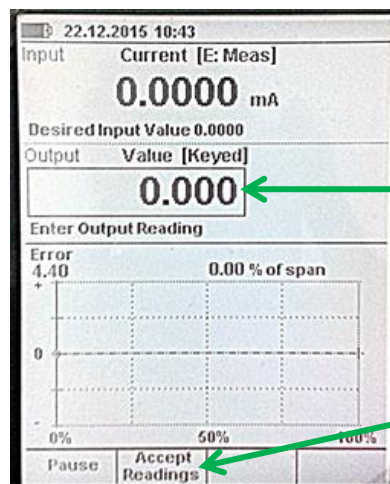 22.12.2015 10:43
Input Current [E: Meas]
0.0000 mA
Desired Input Value 0.0000
Output Value [Keyed]
0.000
Enter Output Reading
Error
4.40 0.00 % of span
+
0
-
0% 50% 100%
Pause Accept Readings